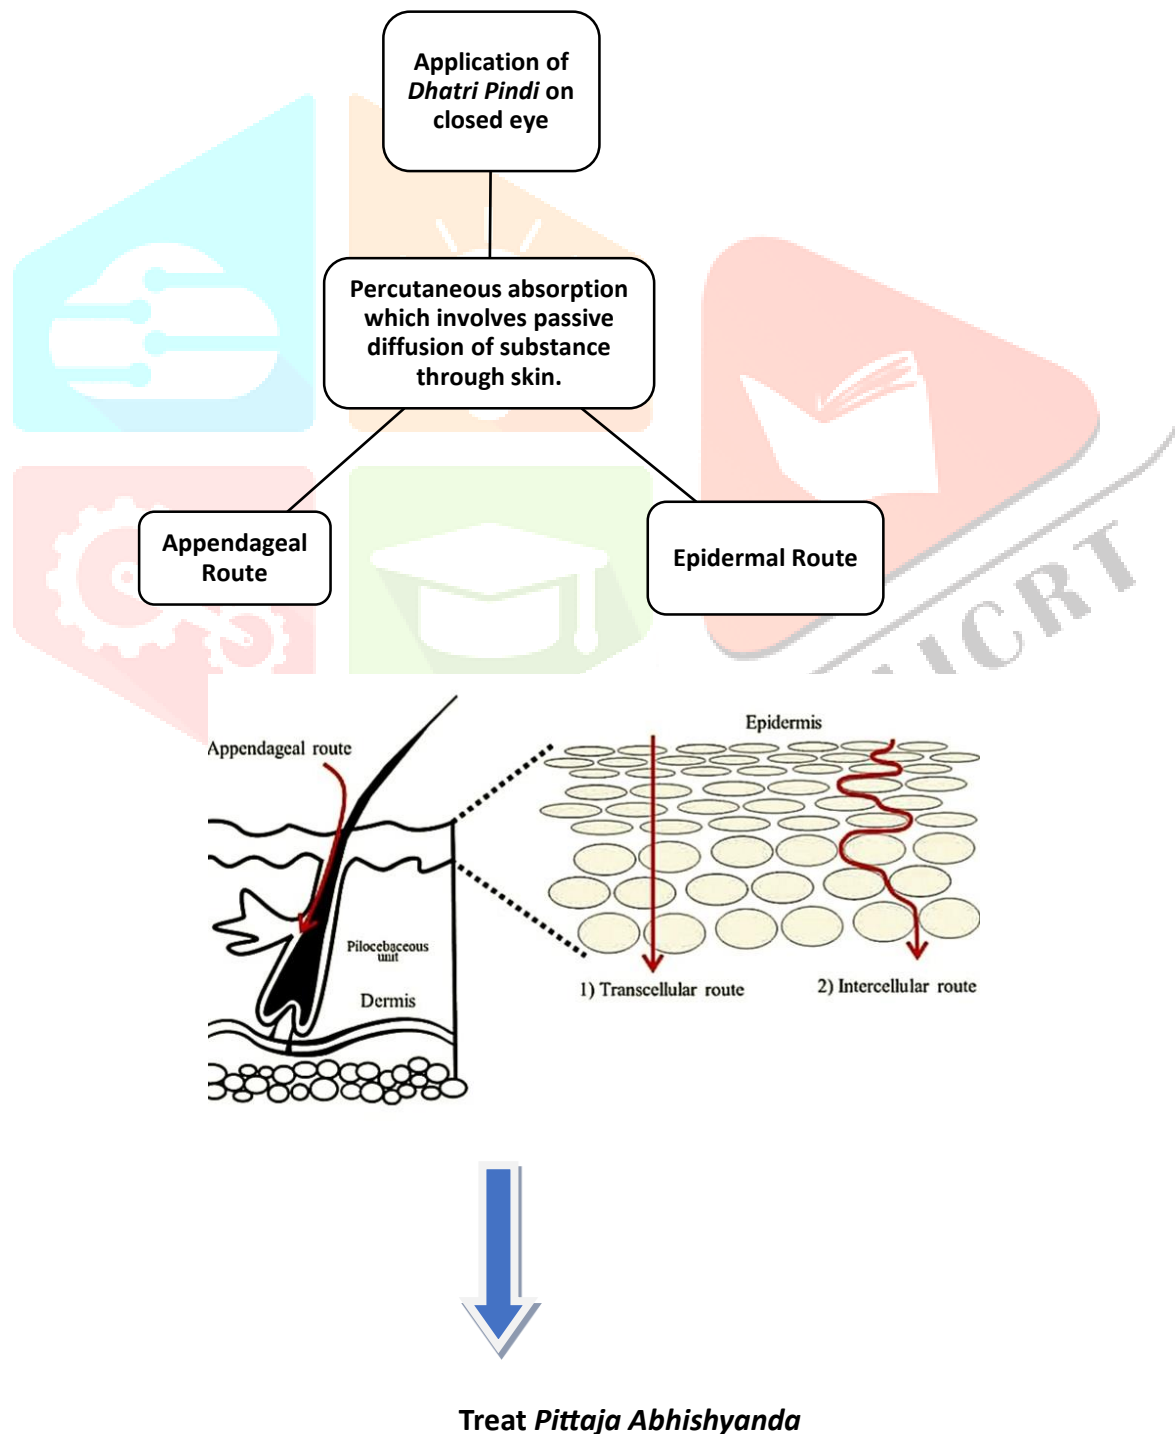 Application of
Dhatri Pindi on
closed eye
Percutaneous absorption
which involves passive
diffusion of substance
through skin.
Appendageal
Route
Epidermal Route
IJCRT
Appendageal route
Epidermis
Pilocebaceous
unit
Dermis
1) Transcellular route
2) Intercellular route
Treat Pittaja Abhishyanda